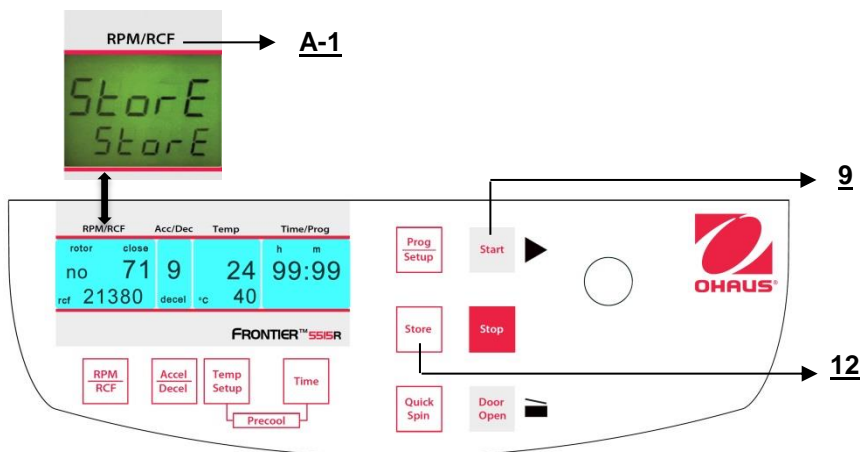 RPM/RCF
A-1
StorE
StorE
9
RPM/RCF Acc/Dec Temp Time/Prog
rotor close h m
no 71 9 24 99:99
rcf 21380 decel °C 40
FRONTIER™ 5515R
Prog
Setup
Start
OHAUS®
Store
Stop
12
RPM
RCF
Accel
Decel
Temp
Setup
Time
Precool
Quick
Spin
Door
Open